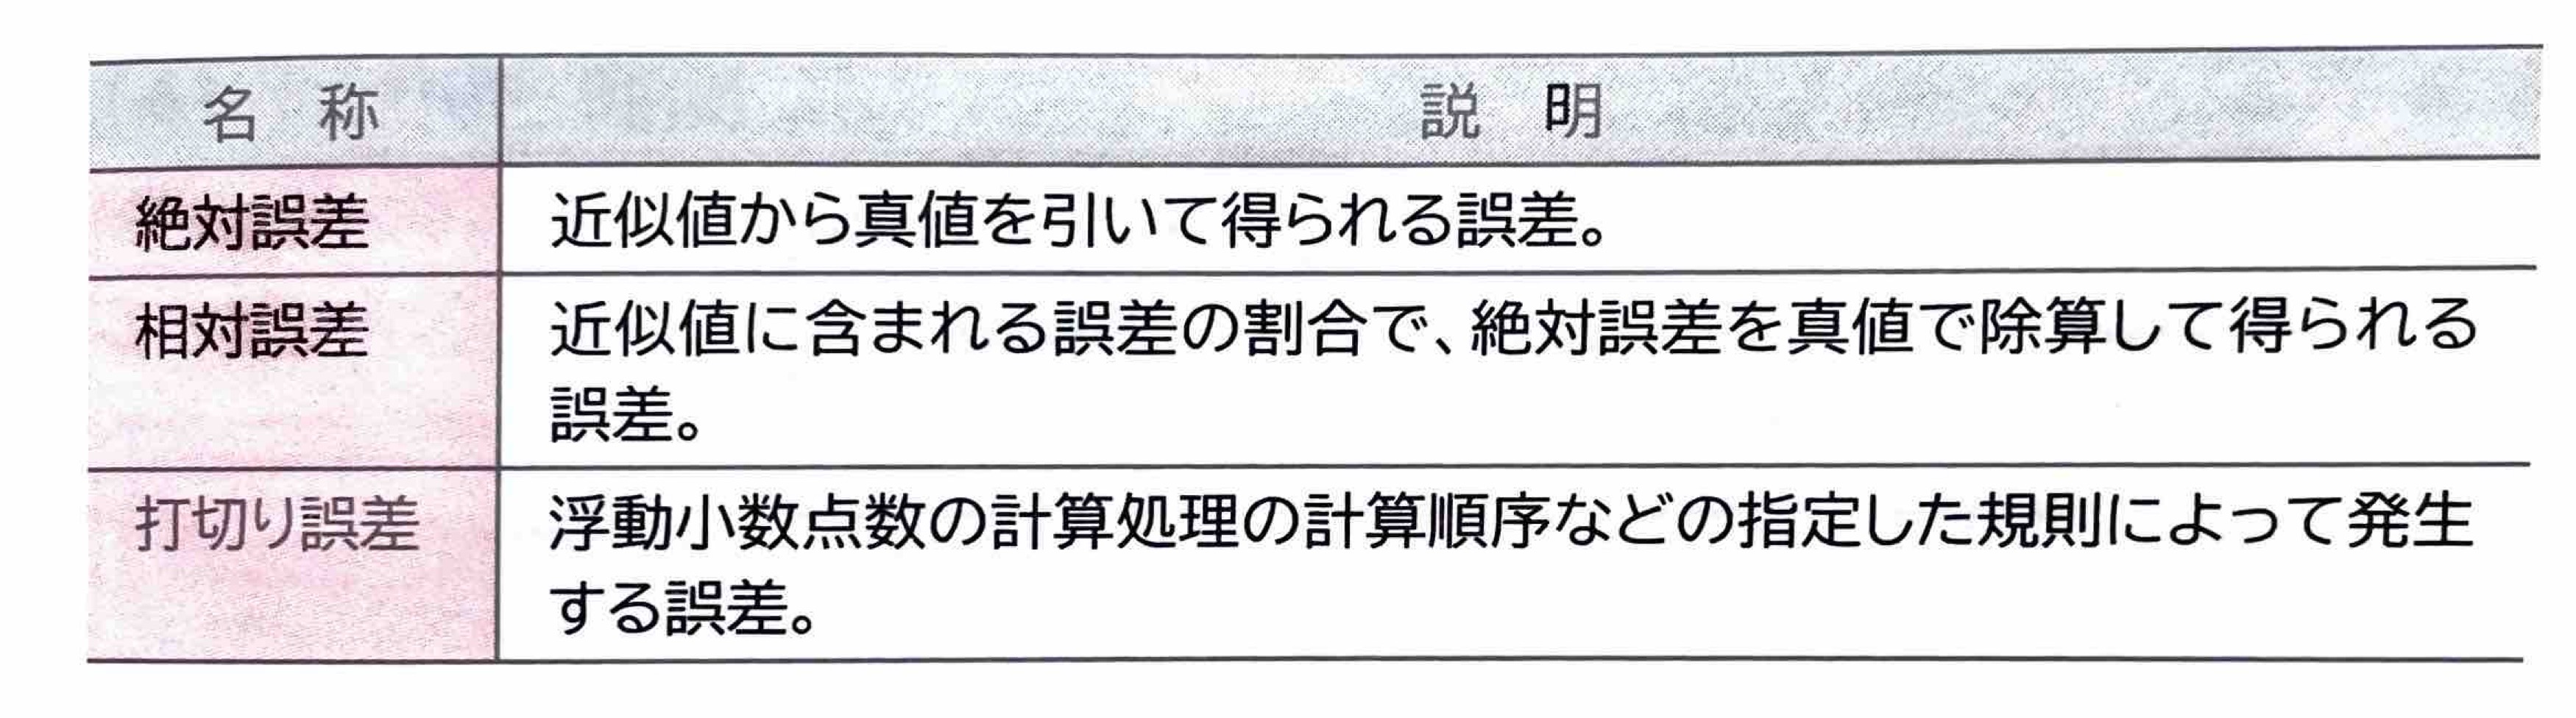 名 称 説 明
絶対誤差 近似値から真値を引いて得られる誤差。
相対誤差 近似値に含まれる誤差の割合で、絶対誤差を真値で除算して得られる
誤差。
打切り誤差 浮動小数点数の計算処理の計算順序などの指定した規則によって発生
する誤差。